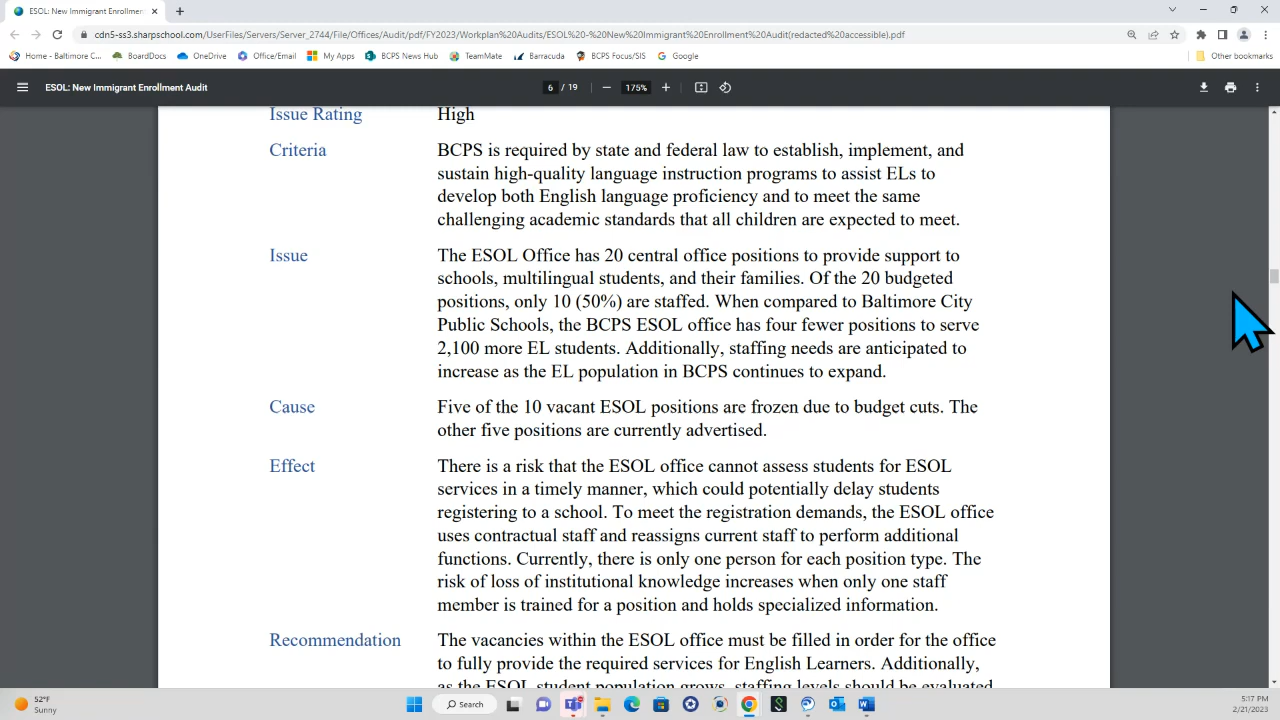 ESOL: New Immigrant Enrollment
cdn5-ss3.sharpschool.com/UserFiles/Servers/Server_2744/File/Offices/Audit/pdf/FY2023/Workplan%20Audits/ESOL%20-%20New%20Immigrant%20Enrollment%20Audit(redacted%20accessible).pdf
Home - Baltimore C... BoardDocs OneDrive Office/Email My Apps BCPS News Hub TeamMate Barracuda BCPS Focus/SIS Google Other bookmarks
ESOL: New Immigrant Enrollment Audit 6 / 19 175%
Issue Rating High
Criteria BCPS is required by state and federal law to establish, implement, and
sustain high-quality language instruction programs to assist ELs to
develop both English language proficiency and to meet the same
challenging academic standards that all children are expected to meet.
Issue The ESOL Office has 20 central office positions to provide support to
schools, multilingual students, and their families. Of the 20 budgeted
positions, only 10 (50%) are staffed. When compared to Baltimore City
Public Schools, the BCPS ESOL office has four fewer positions to serve
2,100 more EL students. Additionally, staffing needs are anticipated to
increase as the EL population in BCPS continues to expand.
Cause Five of the 10 vacant ESOL positions are frozen due to budget cuts. The
other five positions are currently advertised.
Effect There is a risk that the ESOL office cannot assess students for ESOL
services in a timely manner, which could potentially delay students
registering to a school. To meet the registration demands, the ESOL office
uses contractual staff and reassigns current staff to perform additional
functions. Currently, there is only one person for each position type. The
risk of loss of institutional knowledge increases when only one staff
member is trained for a position and holds specialized information.
Recommendation The vacancies within the ESOL office must be filled in order for the office
to fully provide the required services for English Learners. Additionally,
as the ESOL student population grows, staffing levels should be evaluated
52°F
Sunny
Search
5:17 PM
2/21/2023